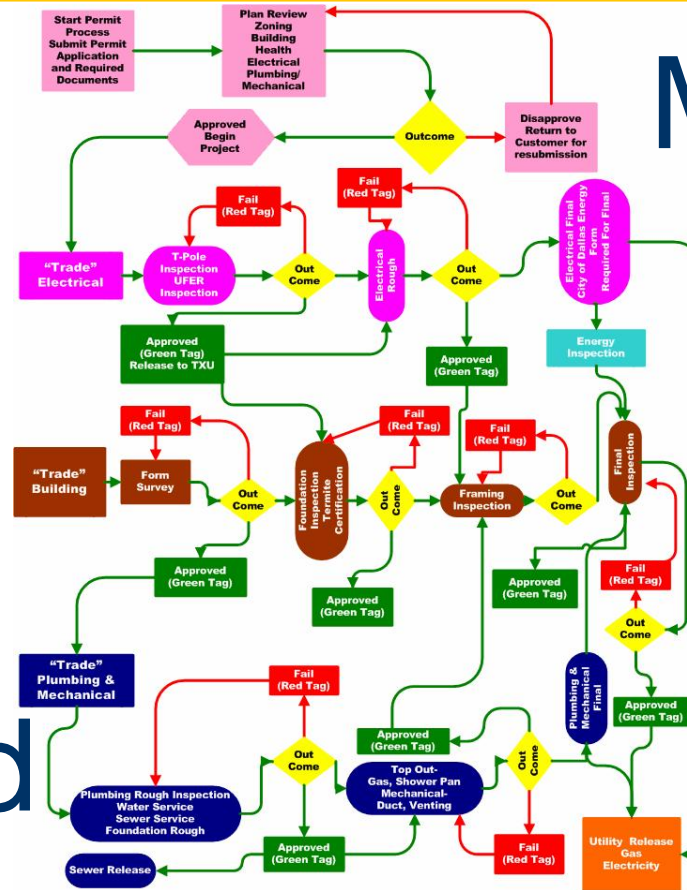 Start Permit
Process
Submit Permit
Application
and Required
Documents
Plan Review
Zoning
Building
Health
Electrical
Plumbing/
Mechanical
M
Outcome
Disapprove
Return to
Customer for
resubmission
Approved
Begin
Project
Fail
(Red Tag)
Fail
(Red Tag)
"Trade"
Electrical
T-Pole
Inspection
UFER
Inspection
Out
Come
Electrical
Rough
Out
Come
Electrical Final
City of Dallas Energy
Form
Required For Final
Approved
(Green Tag)
Release to TXU
Approved
(Green Tag)
Energy
Inspection
Fail
(Red Tag)
Fail
(Red Tag)
Fail
(Red Tag)
"Trade"
Building
Form
Survey
Out
Come
Foundation
Inspection
Termite
Certification
Out
Come
Framing
Inspection
Out
Come
Final
Inspection
Approved
(Green Tag)
Approved
(Green Tag)
Approved
(Green Tag)
Fail
(Red Tag)
Out
Come
"Trade"
Plumbing &
Mechanical
Fail
(Red Tag)
Plumbing &
Mechanical
Final
Approved
(Green Tag)
d
Out
Come
Approved
(Green Tag)
Out
Come
Plumbing Rough Inspection
Water Service
Sewer Service
Foundation Rough
Top Out-
Gas, Shower Pan
Mechanical-
Duct, Venting
Sewer Release
Approved
(Green Tag)
Fail
(Red Tag)
Utility Release
Gas
Electricity